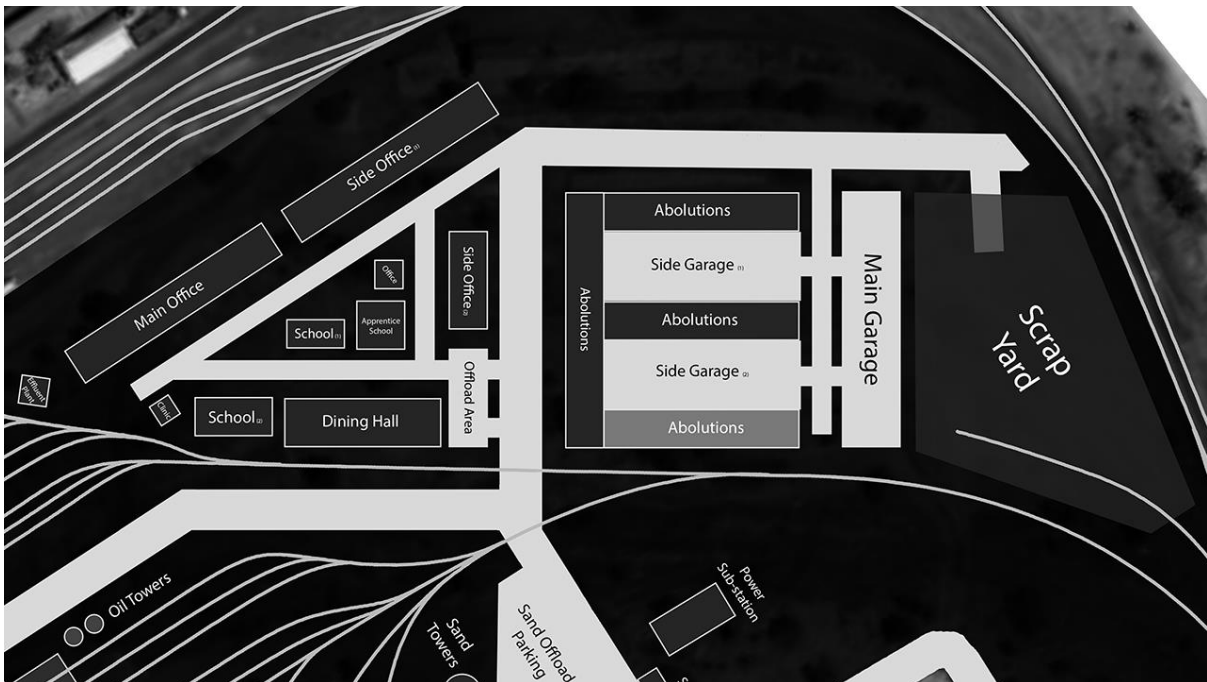 Side Office (1)
Main Office
Effluent
Plant
Clinic
Office
School (1)
Apprentice
School
Side Office (2)
School (2)
Dining Hall
Offload Area
Abolutions
Abolutions
Side Garage (1)
Abolutions
Side Garage (2)
Abolutions
Main Garage
Scrap
Yard
Oil Towers
Sand
Towers
Sand Offload
Parking
Power
Sub-station